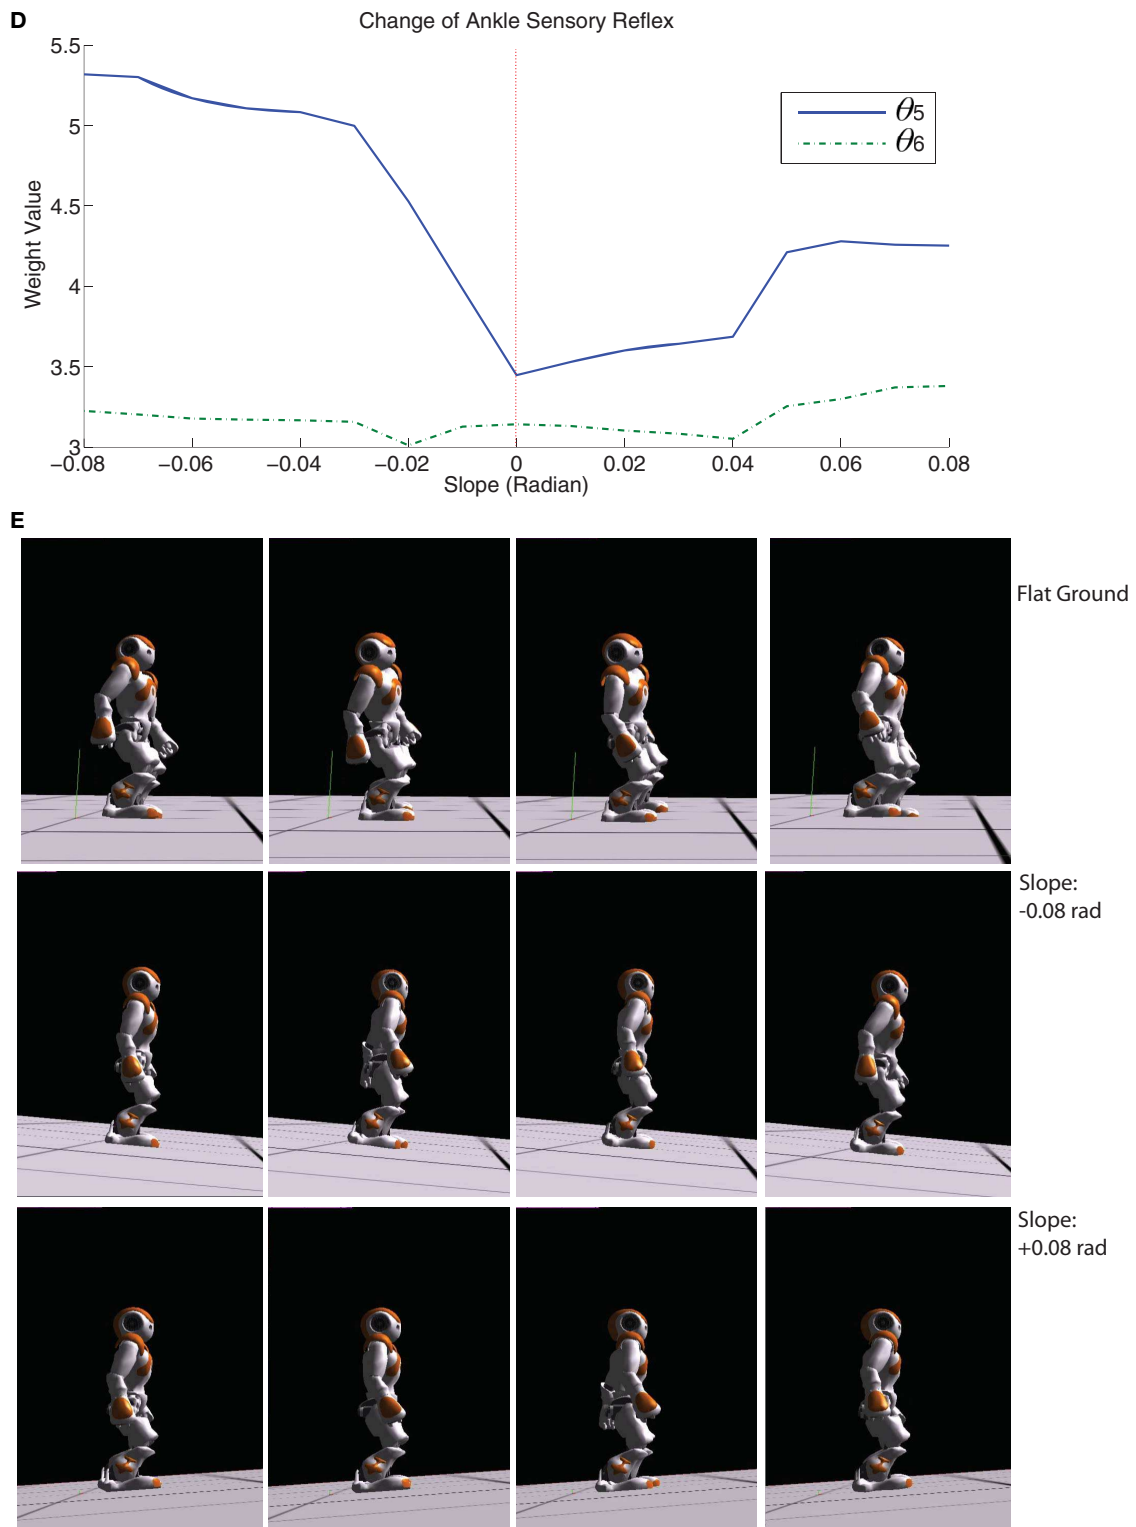 D
Change of Ankle Sensory Reflex
5.5
5
4.5
4
3.5
3
Weight Value
θ5
θ6
−0.08 −0.06 −0.04 −0.02 0 0.02 0.04 0.06 0.08
Slope (Radian)
E
Flat Ground
Slope:
-0.08 rad
Slope:
+0.08 rad